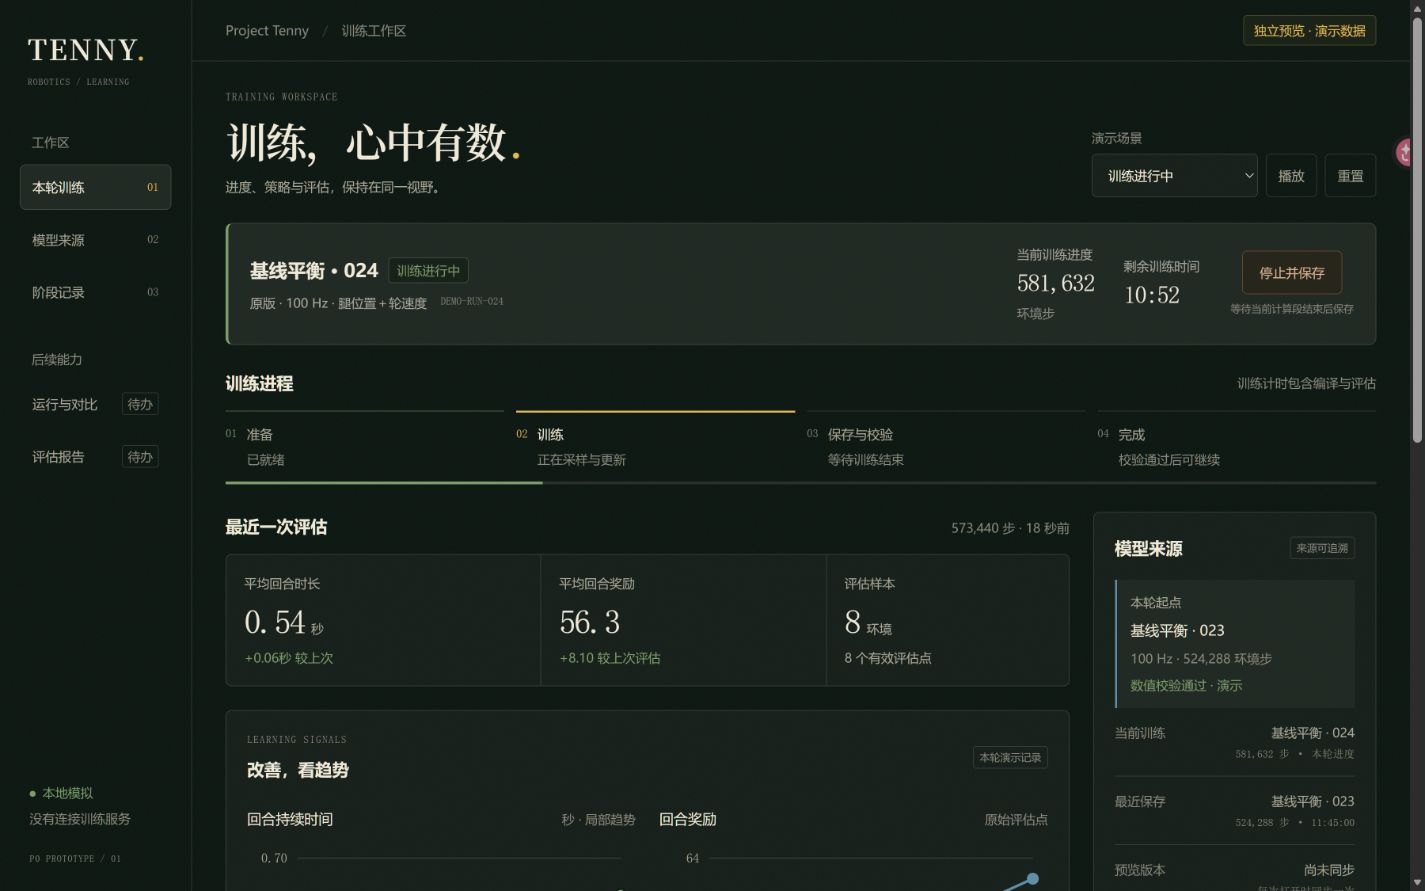 TENNY.
ROBOTICS / LEARNING
工作区
本轮训练 01
模型来源 02
阶段记录 03
后续能力
运行与对比 待办
评估报告 待办
本地模拟
没有连接训练服务
P0 PROTOTYPE / 01
Project Tenny / 训练工作区
独立预览 · 演示数据
TRAINING WORKSPACE
训练，心中有数.
进度、策略与评估，保持在同一视野。
演示场景
训练进行中
播放
重置
基线平衡 • 024 训练进行中
原版 · 100 Hz · 腿位置 + 轮速度 DEMO-RUN-024
当前训练进度
581,632
环境步
剩余训练时间
10:52
停止并保存
等待当前计算段结束后保存
训练进程
训练计时包含编译与评估
01 准备
已就绪
02 训练
正在采样与更新
03 保存与校验
等待训练结束
04 完成
校验通过后可继续
最近一次评估
573,440 步 · 18 秒前
平均回合时长
0.54 秒
+0.06秒 较上次
平均回合奖励
56.3
+8.10 较上次评估
评估样本
8 环境
8 个有效评估点
LEARNING SIGNALS
改善，看趋势
本轮演示记录
回合持续时间
秒 · 局部趋势
0.70
回合奖励
原始评估点
64
模型来源
来源可追溯
本轮起点
基线平衡 · 023
100 Hz · 524,288 环境步
数值校验通过 · 演示
当前训练
基线平衡 · 024
581,632 步 • 本轮进度
最近保存
基线平衡 · 023
524,288 步 • 11:45:00
预览版本
尚未同步